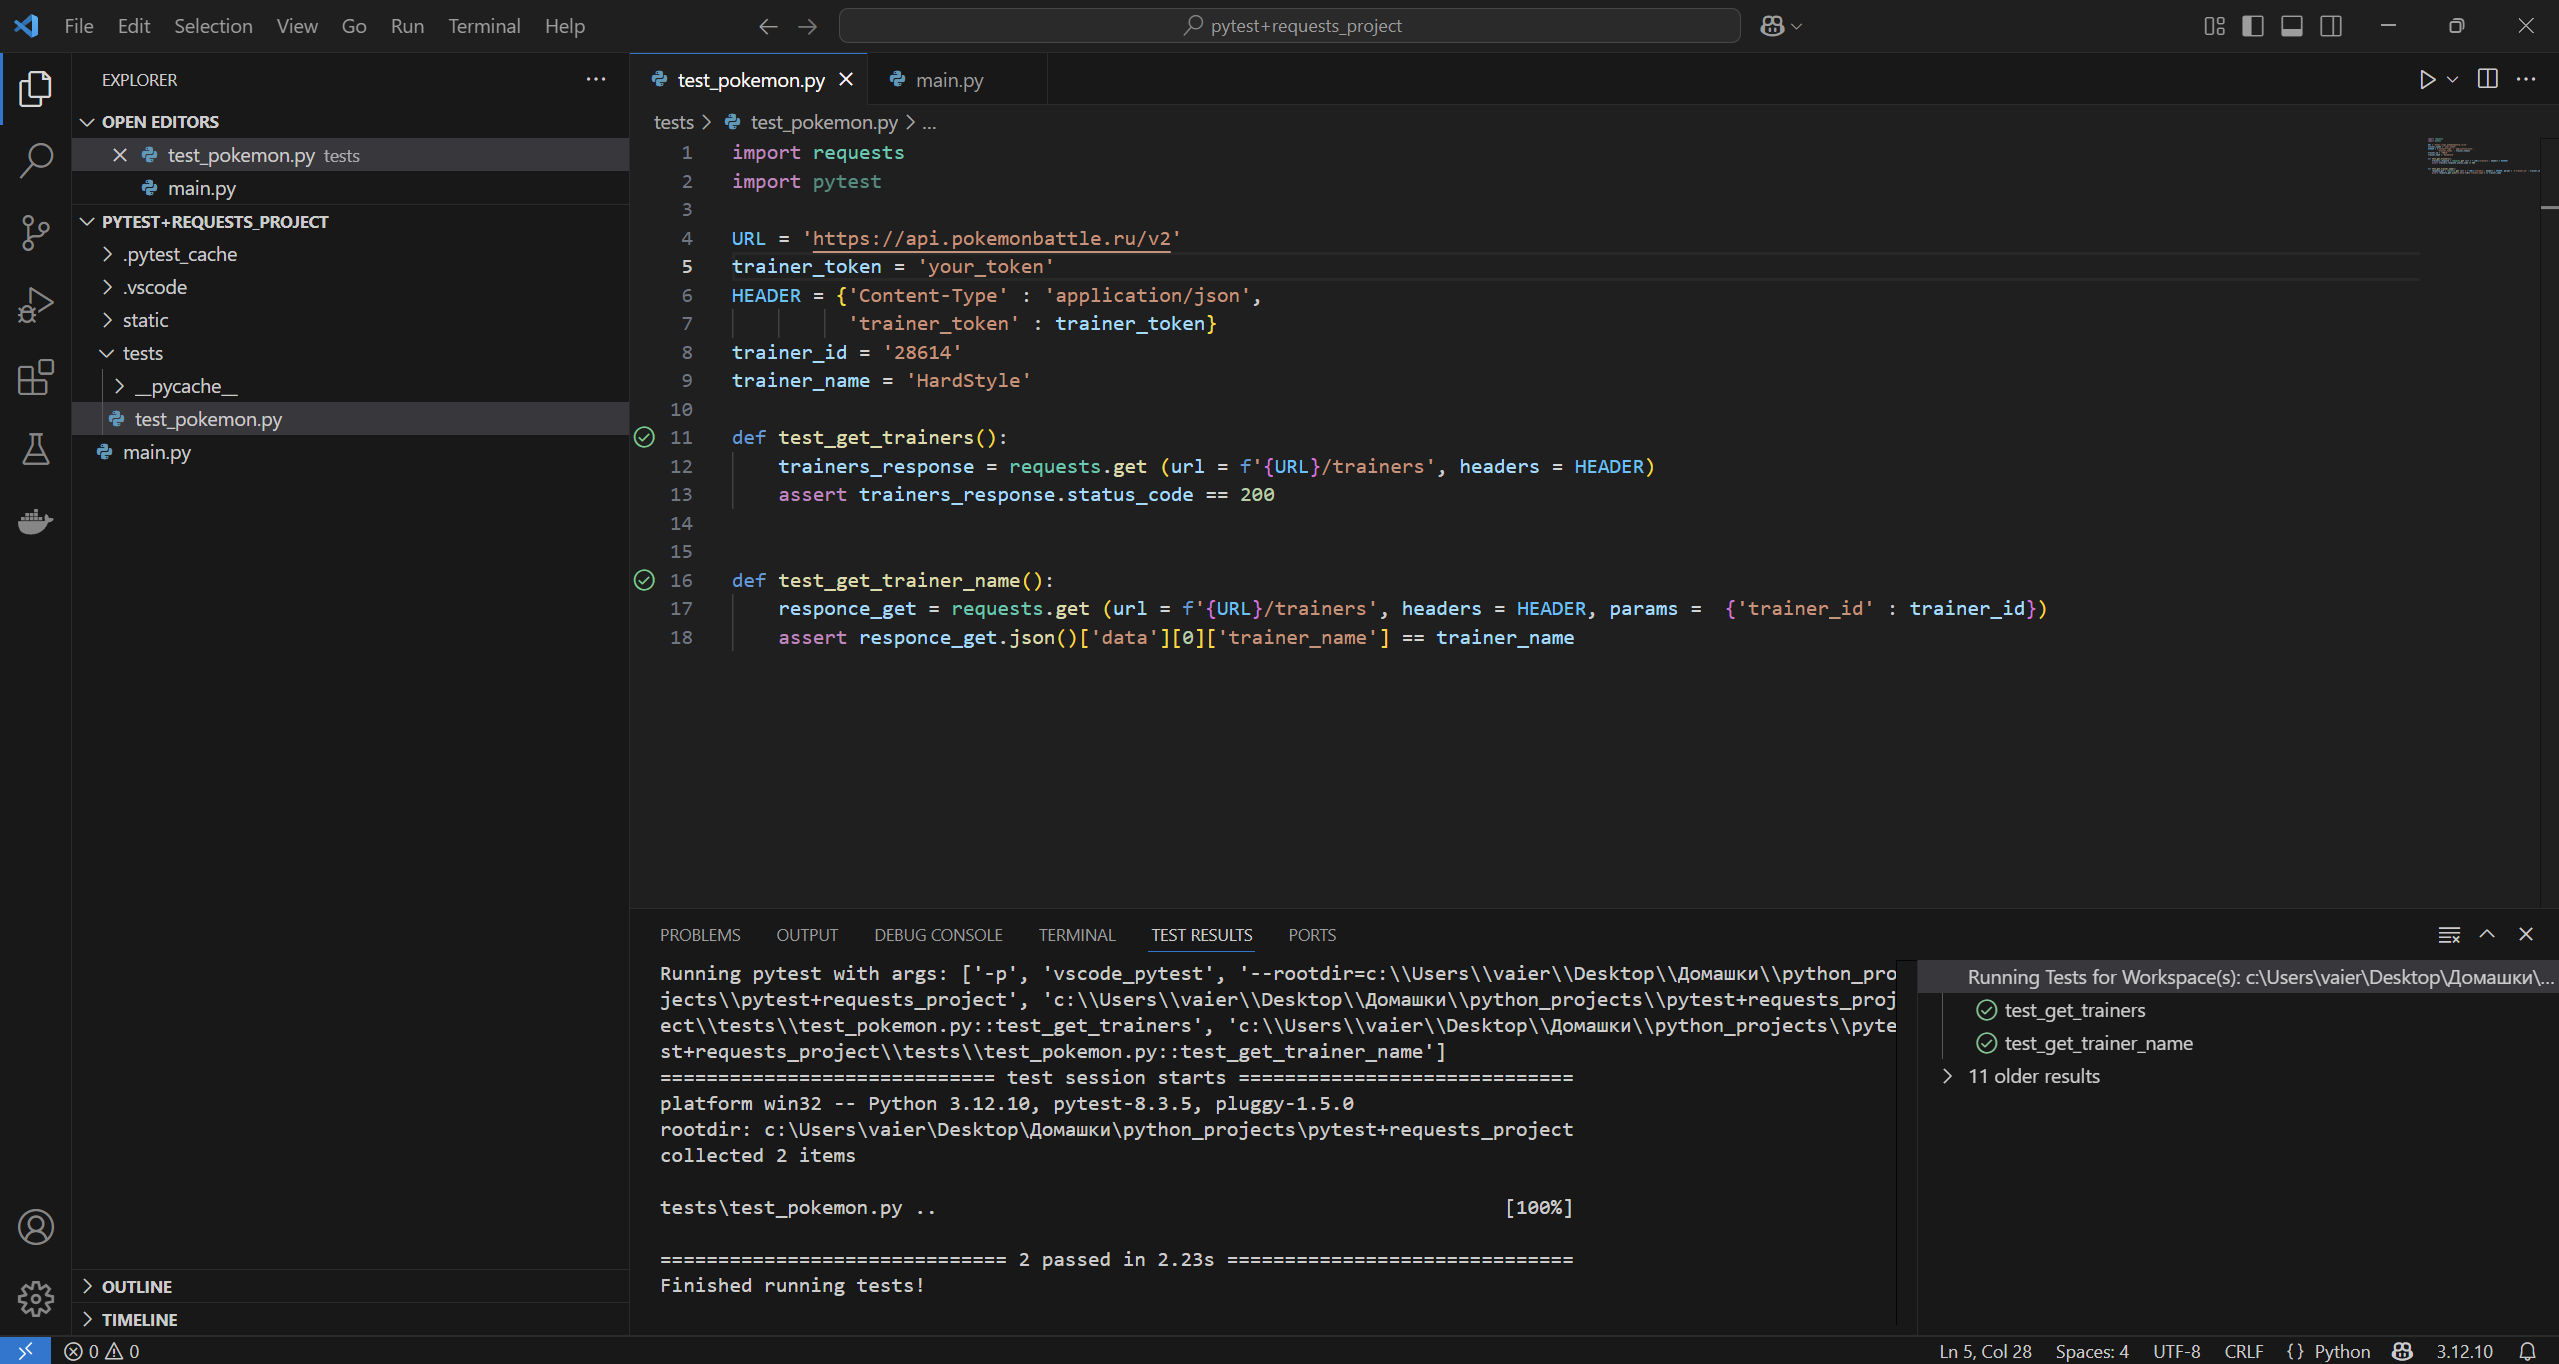 File Edit Selection View Go Run Terminal Help
pytest+requests_project
EXPLORER
OPEN EDITORS
test_pokemon.py tests
main.py
PYTEST+REQUESTS_PROJECT
.pytest_cache
.vscode
static
tests
__pycache__
test_pokemon.py
main.py
OUTLINE
TIMELINE
test_pokemon.py
main.py
tests > test_pokemon.py > ...
1 import requests
2 import pytest
3
4 URL = 'https://api.pokemonbattle.ru/v2'
5 trainer_token = 'your_token'
6 HEADER = {'Content-Type' : 'application/json',
7 'trainer_token' : trainer_token}
8 trainer_id = '28614'
9 trainer_name = 'HardStyle'
10
11 def test_get_trainers():
12 trainers_response = requests.get (url = f'{URL}/trainers', headers = HEADER)
13 assert trainers_response.status_code == 200
14
15
16 def test_get_trainer_name():
17 responce_get = requests.get (url = f'{URL}/trainers', headers = HEADER, params =  {'trainer_id' : trainer_id})
18 assert responce_get.json()['data'][0]['trainer_name'] == trainer_name
PROBLEMS OUTPUT DEBUG CONSOLE TERMINAL TEST RESULTS PORTS
Running pytest with args: ['-p', 'vscode_pytest', '--rootdir=c:\\Users\\vaier\\Desktop\\Домашки\\python_pro
jects\\pytest+requests_project', 'c:\\Users\\vaier\\Desktop\\Домашки\\python_projects\\pytest+requests_proj
ect\\tests\\test_pokemon.py::test_get_trainers', 'c:\\Users\\vaier\\Desktop\\Домашки\\python_projects\\pyte
st+requests_project\\tests\\test_pokemon.py::test_get_trainer_name']
============================= test session starts =============================
platform win32 -- Python 3.12.10, pytest-8.3.5, pluggy-1.5.0
rootdir: c:\Users\vaier\Desktop\Домашки\python_projects\pytest+requests_project
collected 2 items
tests\test_pokemon.py .. [100%]
============================== 2 passed in 2.23s ==============================
Finished running tests!
Running Tests for Workspace(s): c:\Users\vaier\Desktop\Домашки\...
test_get_trainers
test_get_trainer_name
11 older results
0 0
Ln 5, Col 28 Spaces: 4 UTF-8 CRLF {} Python 3.12.10